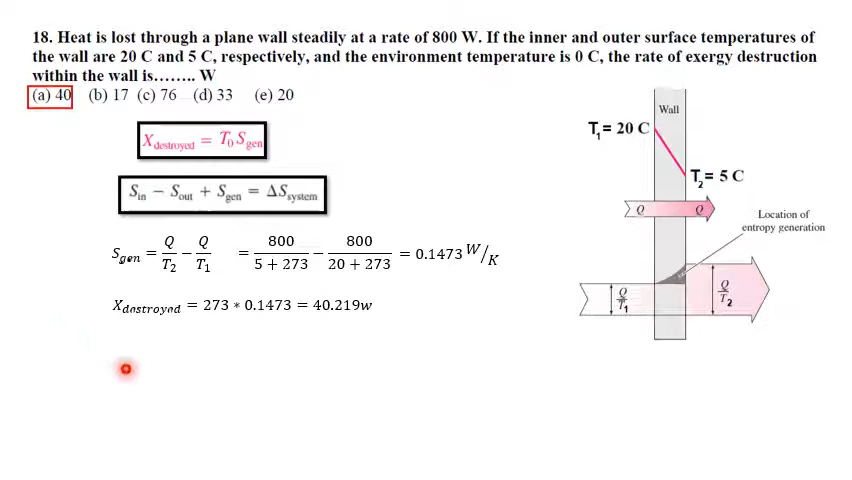 18. Heat is lost through a plane wall steadily at a rate of 800 W. If the inner and outer surface temperatures of
the wall are 20 C and 5 C, respectively, and the environment temperature is 0 C, the rate of exergy destruction
within the wall is…….. W
(a) 40 (b) 17 (c) 76 (d) 33 (e) 20
X_destroyed = T_0 S_gen
S_in − S_out + S_gen = ΔS_system
S_gen = Q/T_2 − Q/T_1 = 800/(5 + 273) − 800/(20 + 273) = 0.1473 W/K
X_destroyed = 273 * 0.1473 = 40.219w
Wall
T_1 = 20 C
T_2 = 5 C
Q Q
Location of
entropy generation
Q/T_1
Q/T_2